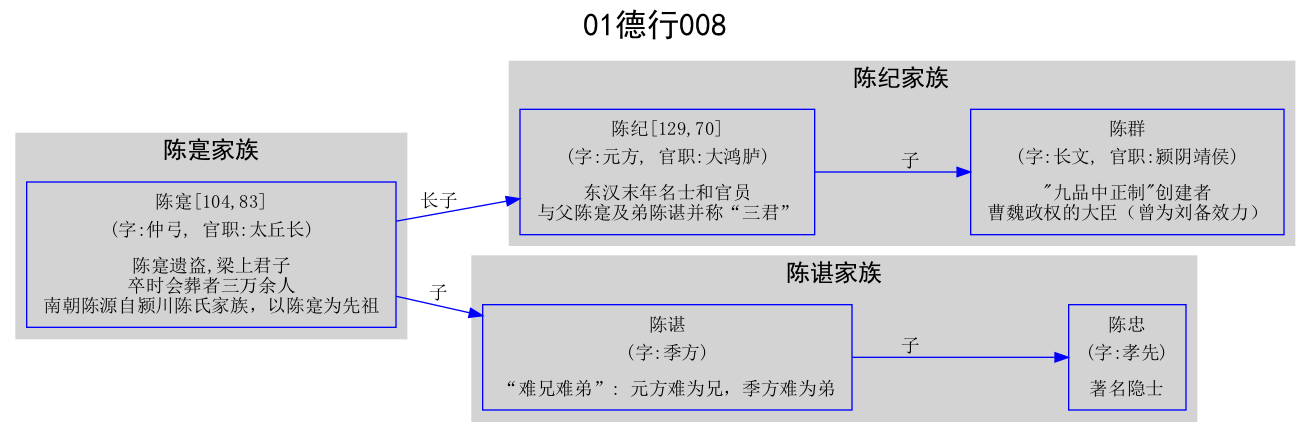 01德行008
陈寔家族
陈寔[104,83]
(字:仲弓, 官职:太丘长)
陈寔遗盗,梁上君子
卒时会葬者三万余人
南朝陈源自颍川陈氏家族，以陈寔为先祖
长子
子
陈纪家族
陈纪[129,70]
(字:元方, 官职:大鸿胪)
东汉末年名士和官员
与父陈寔及弟陈谌并称“三君”
子
陈群
(字:长文, 官职:颍阴靖侯)
"九品中正制"创建者
曹魏政权的大臣（曾为刘备效力）
陈谌家族
陈谌
(字:季方)
“难兄难弟”: 元方难为兄，季方难为弟
子
陈忠
(字:孝先)
著名隐士